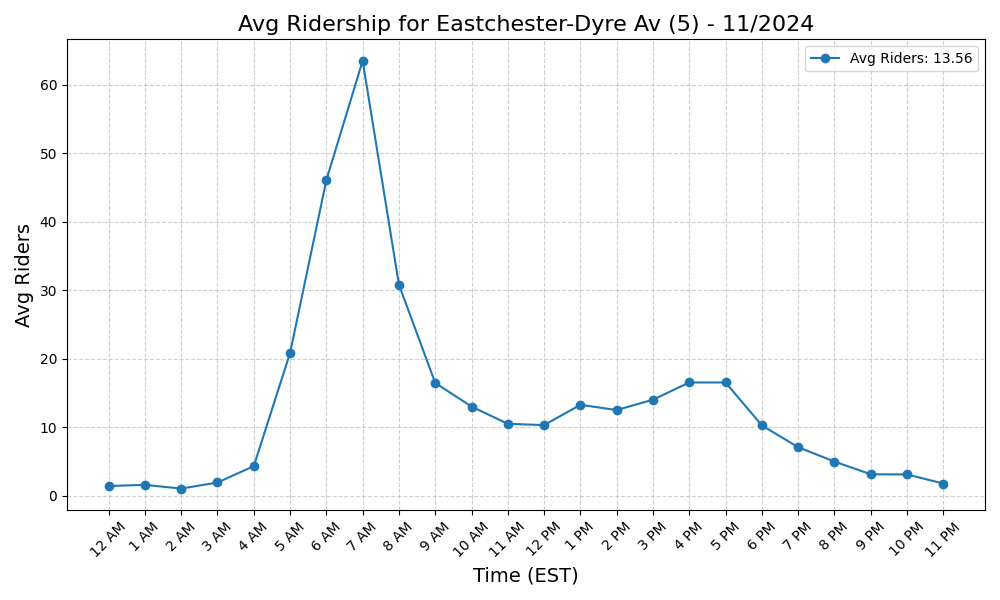 Avg Ridership for Eastchester-Dyre Av (5) - 11/2024
Avg Riders: 13.56
Avg Riders
60
50
40
30
20
10
0
12 AM
1 AM
2 AM
3 AM
4 AM
5 AM
6 AM
7 AM
8 AM
9 AM
10 AM
11 AM
12 PM
1 PM
2 PM
3 PM
4 PM
5 PM
6 PM
7 PM
8 PM
9 PM
10 PM
11 PM
Time (EST)